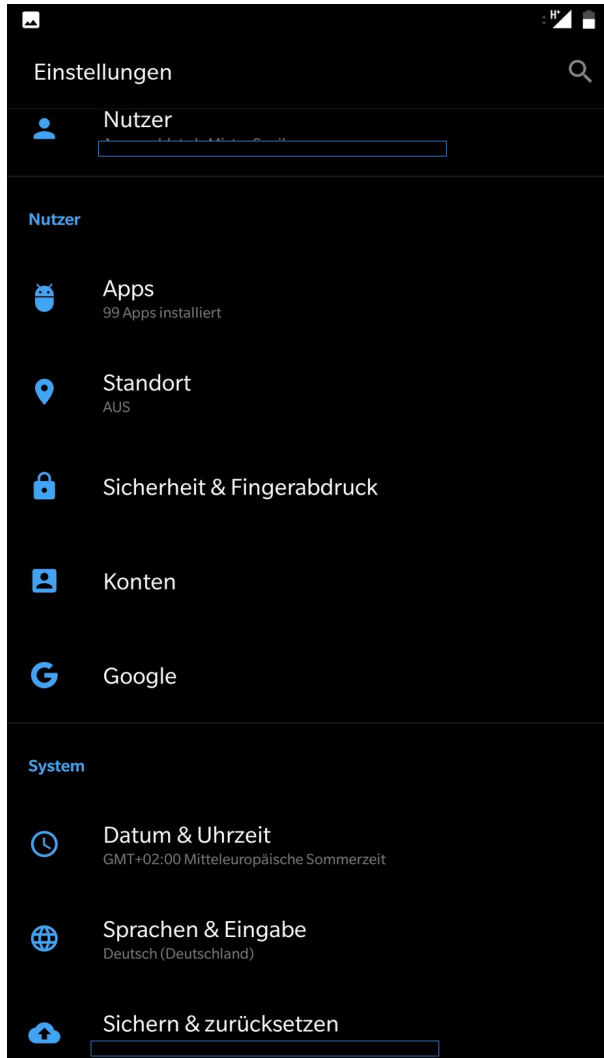 H+
Einstellungen
Nutzer
Nutzer
Apps
99 Apps installiert
Standort
AUS
Sicherheit & Fingerabdruck
Konten
Google
System
Datum & Uhrzeit
GMT+02:00 Mitteleuropäische Sommerzeit
Sprachen & Eingabe
Deutsch (Deutschland)
Sichern & zurücksetzen